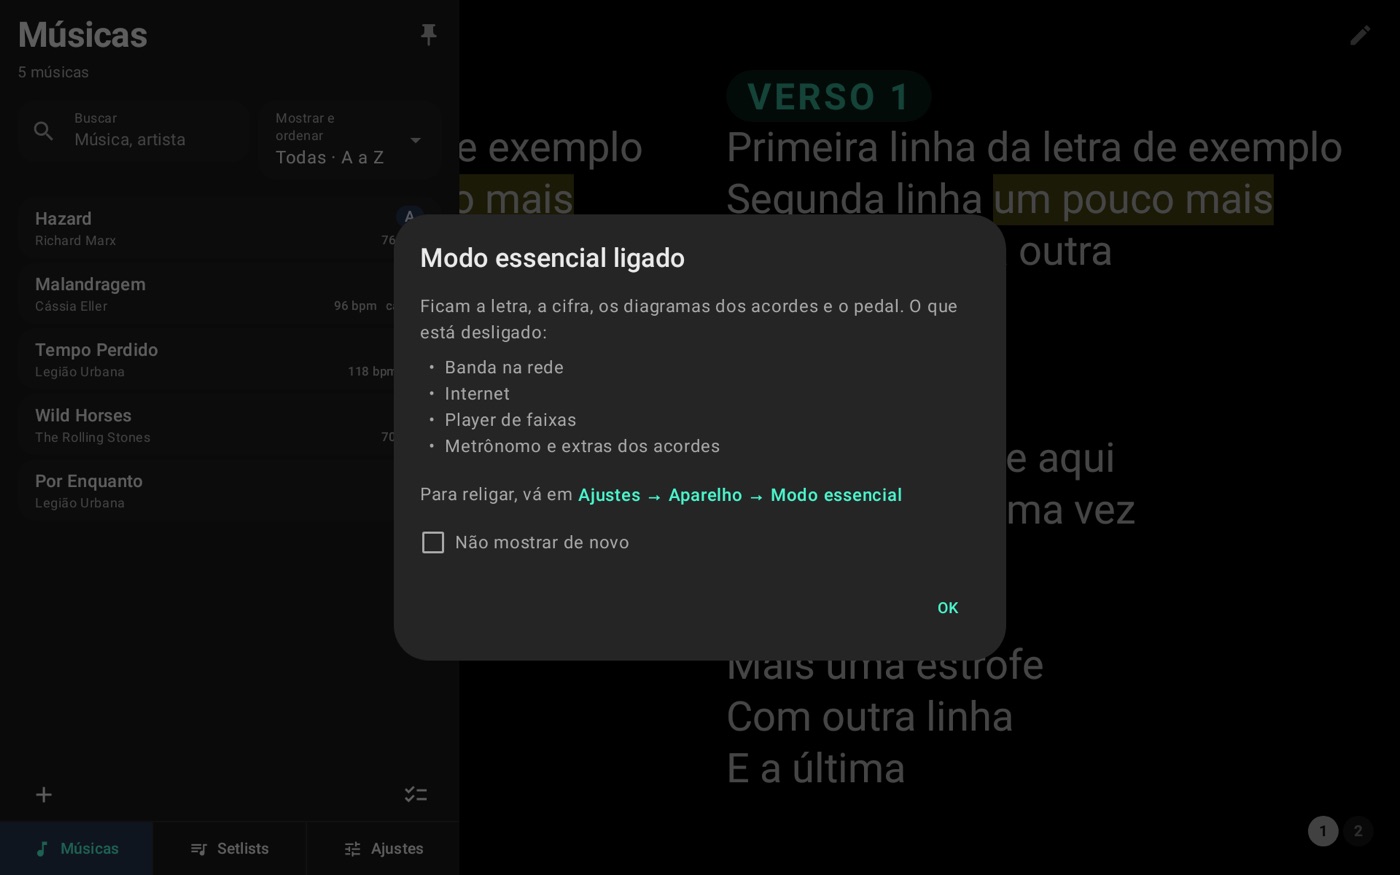 Músicas
5 músicas
Buscar
Música, artista
Mostrar e
ordenar
Todas · A a Z
Hazard
A
Richard Marx
76
Malandragem
Cássia Eller
96 bpm
Tempo Perdido
Legião Urbana
118 bpm
Wild Horses
The Rolling Stones
70
Por Enquanto
Legião Urbana
Músicas
Setlists
Ajustes
e exemplo
o mais
VERSO 1
Primeira linha da letra de exemplo
Segunda linha um pouco mais
outra
e aqui
ma vez
Mais uma estrofe
Com outra linha
E a última
1 2
Modo essencial ligado
Ficam a letra, a cifra, os diagramas dos acordes e o pedal. O que
está desligado:
• Banda na rede
• Internet
• Player de faixas
• Metrônomo e extras dos acordes
Para religar, vá em Ajustes → Aparelho → Modo essencial
Não mostrar de novo
OK